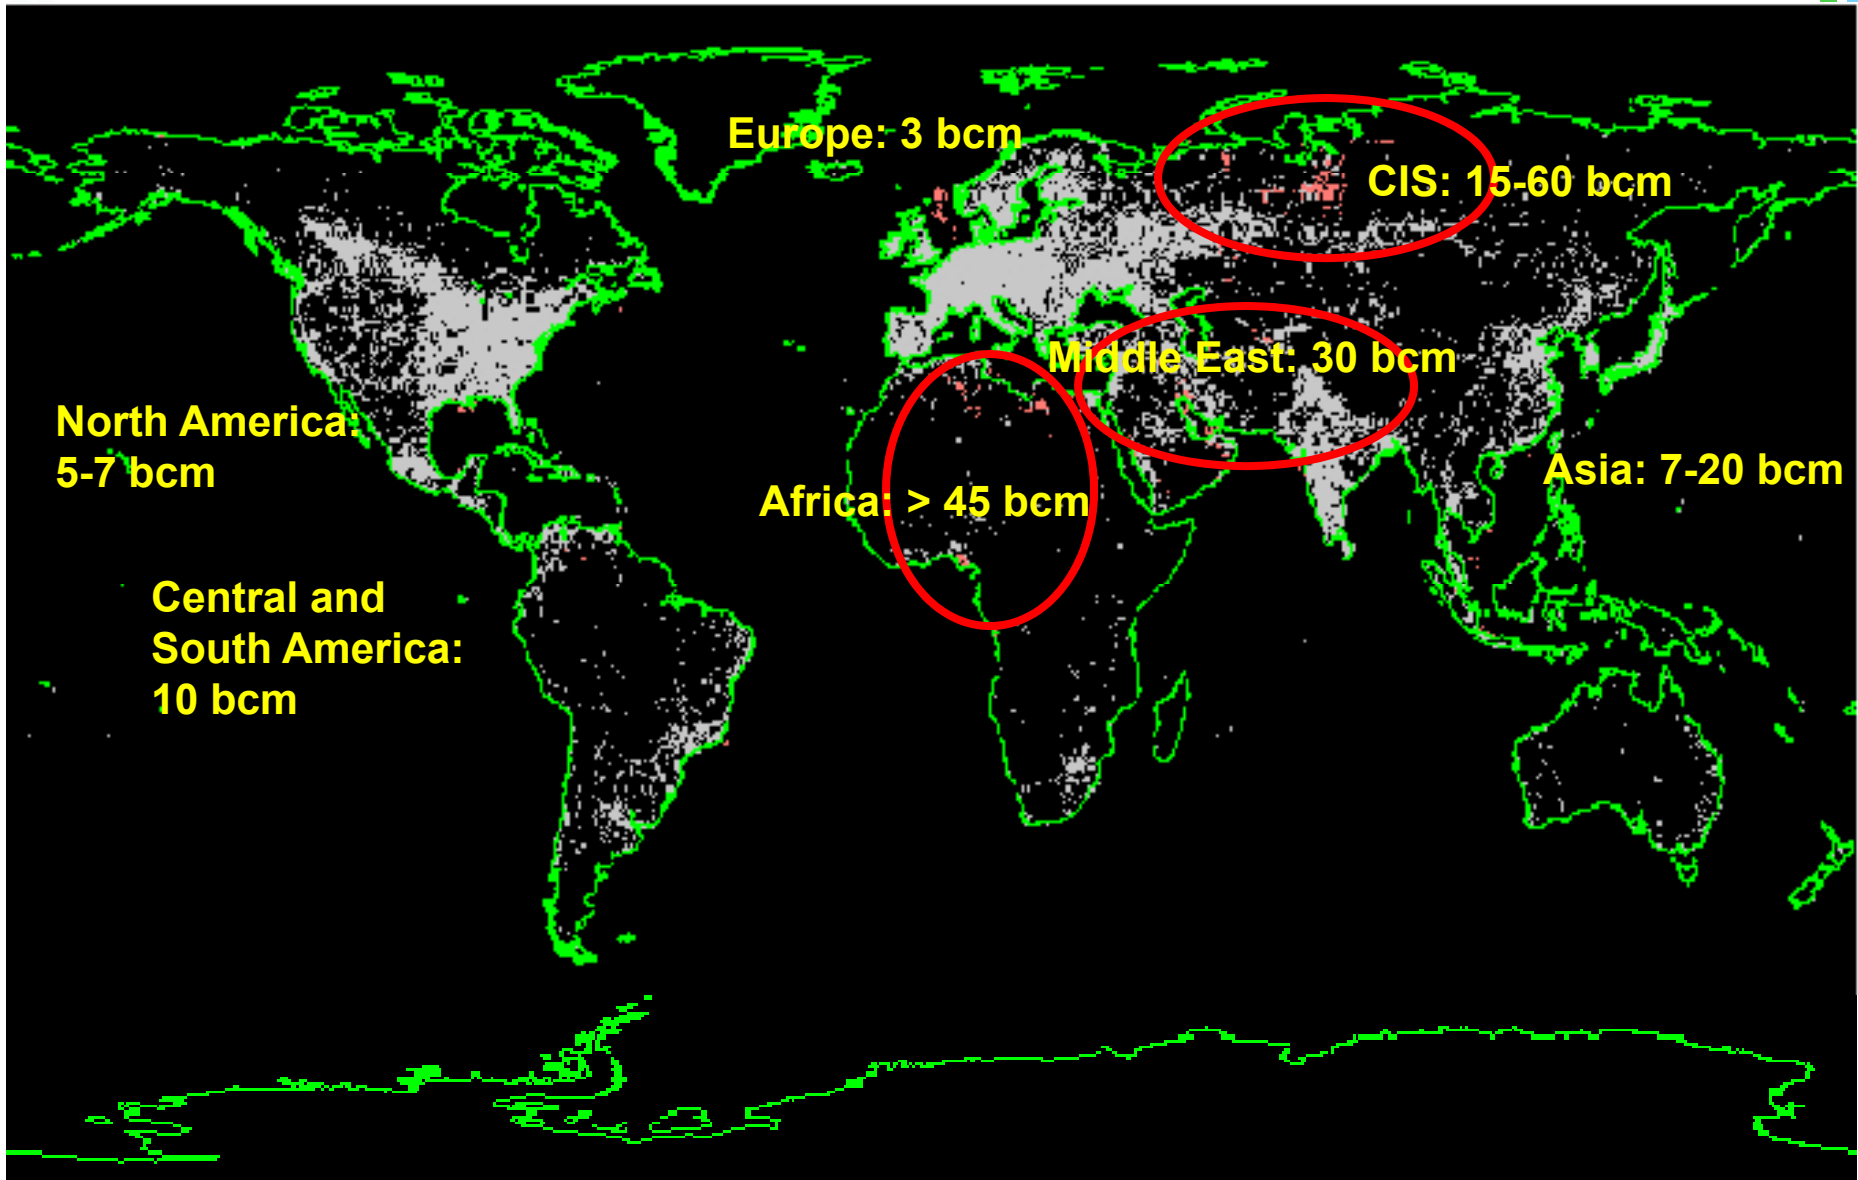 Europe: 3 bcm
CIS: 15-60 bcm
Middle East: 30 bcm
North America:
5-7 bcm
Asia: 7-20 bcm
Africa: > 45 bcm
Central and
South America:
10 bcm